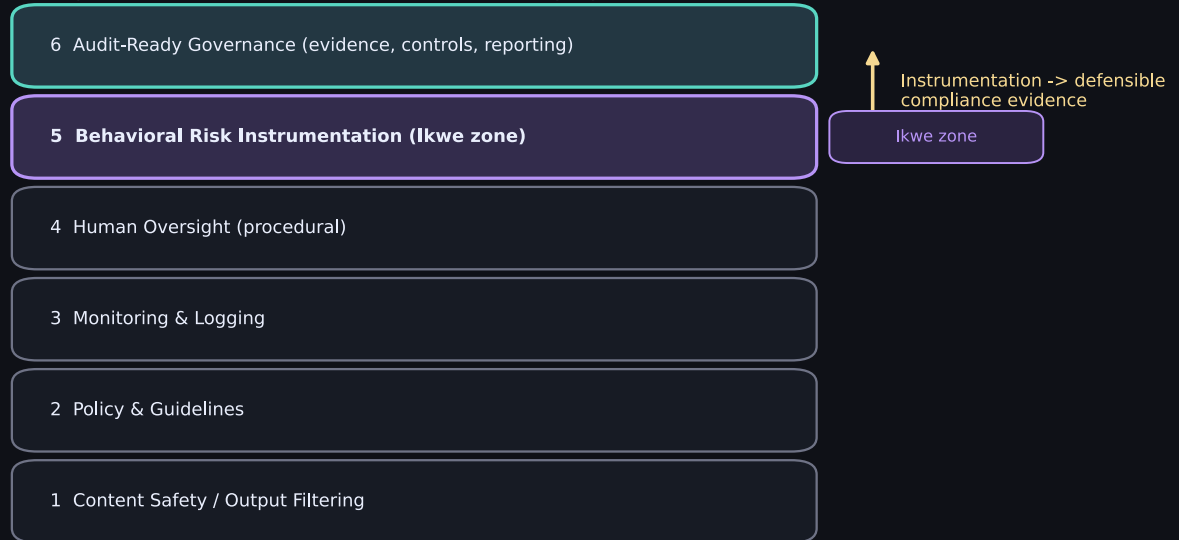 6 Audit-Ready Governance (evidence, controls, reporting)
Instrumentation -> defensible
compliance evidence
5 Behavioral Risk Instrumentation (Ikwe zone)
Ikwe zone
4 Human Oversight (procedural)
3 Monitoring & Logging
2 Policy & Guidelines
1 Content Safety / Output Filtering